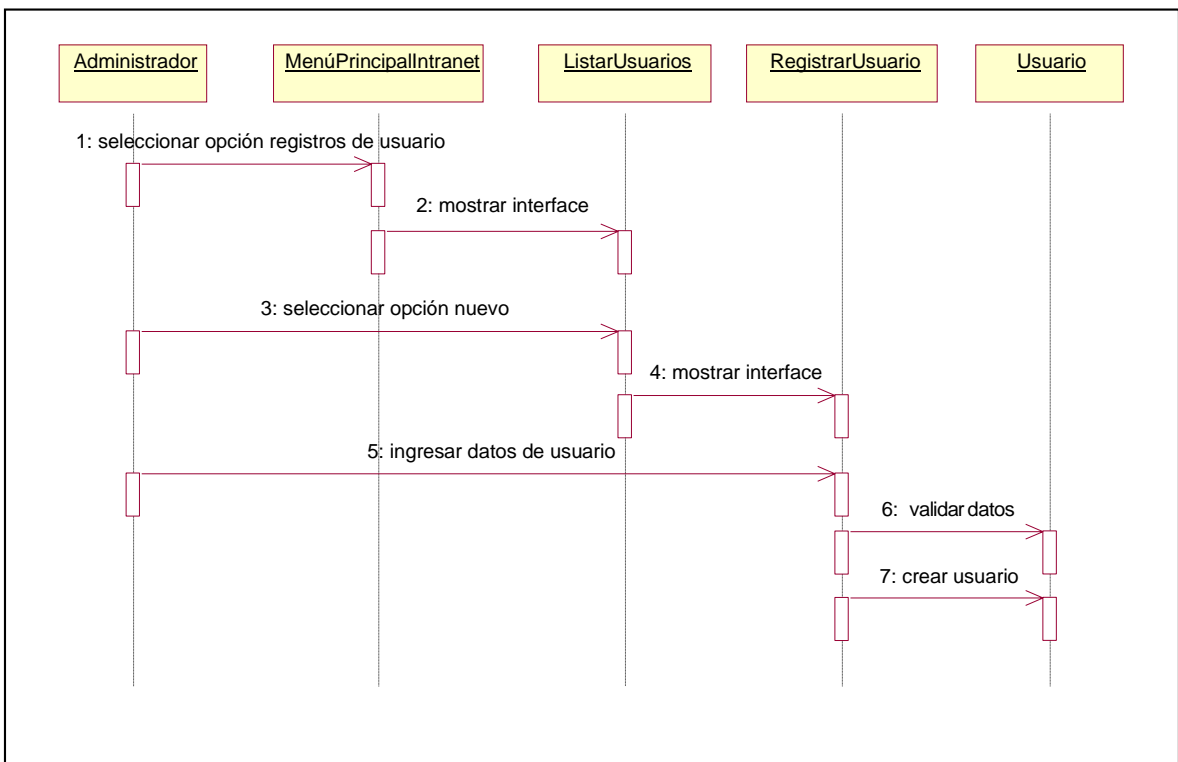 Administrador
MenúPrincipalIntranet
ListarUsuarios
RegistrarUsuario
Usuario
1: seleccionar opción registros de usuario
2: mostrar interface
3: seleccionar opción nuevo
4: mostrar interface
5: ingresar datos de usuario
6: validar datos
7: crear usuario